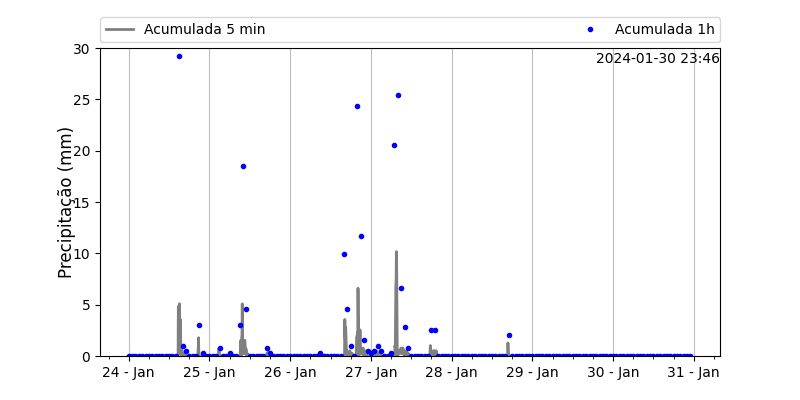 Acumulada 5 min
Acumulada 1h
2024-01-30 23:46
Precipitação (mm)
30
25
20
15
10
5
0
24 - Jan
25 - Jan
26 - Jan
27 - Jan
28 - Jan
29 - Jan
30 - Jan
31 - Jan